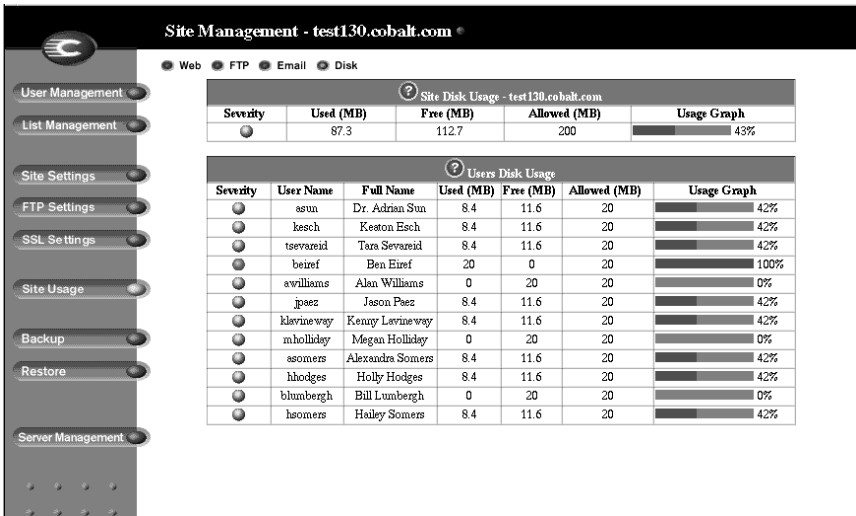 Site Management - test130.cobalt.com
Web FTP Email Disk
User Management
List Management
Site Settings
FTP Settings
SSL Settings
Site Usage
Backup
Restore
Server Management
? Site Disk Usage - test130.cobalt.com
Severity Used (MB) Free (MB) Allowed (MB) Usage Graph
87.3 112.7 200 43%
? Users Disk Usage
Severity User Name Full Name Used (MB) Free (MB) Allowed (MB) Usage Graph
asun Dr. Adrian Sun 8.4 11.6 20 42%
kesch Keaton Esch 8.4 11.6 20 42%
tsevareid Tara Sevareid 8.4 11.6 20 42%
beiref Ben Eiref 20 0 20 100%
awilliams Alan Williams 0 20 20 0%
jpaez Jason Paez 8.4 11.6 20 42%
klavineway Kenny Lavineway 8.4 11.6 20 42%
mholliday Megan Holliday 0 20 20 0%
asomers Alexandra Somers 8.4 11.6 20 42%
hhodges Holly Hodges 8.4 11.6 20 42%
blumbergh Bill Lumbergh 0 20 20 0%
hsomers Hailey Somers 8.4 11.6 20 42%